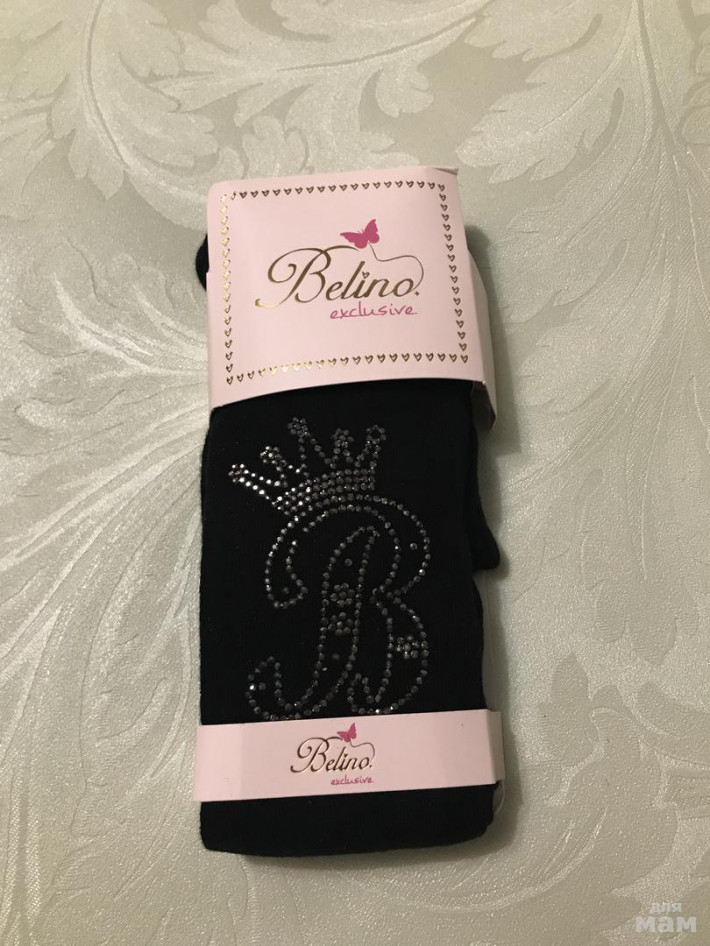 Belino.
exclusive
B
Belino.
exclusive
для
мам